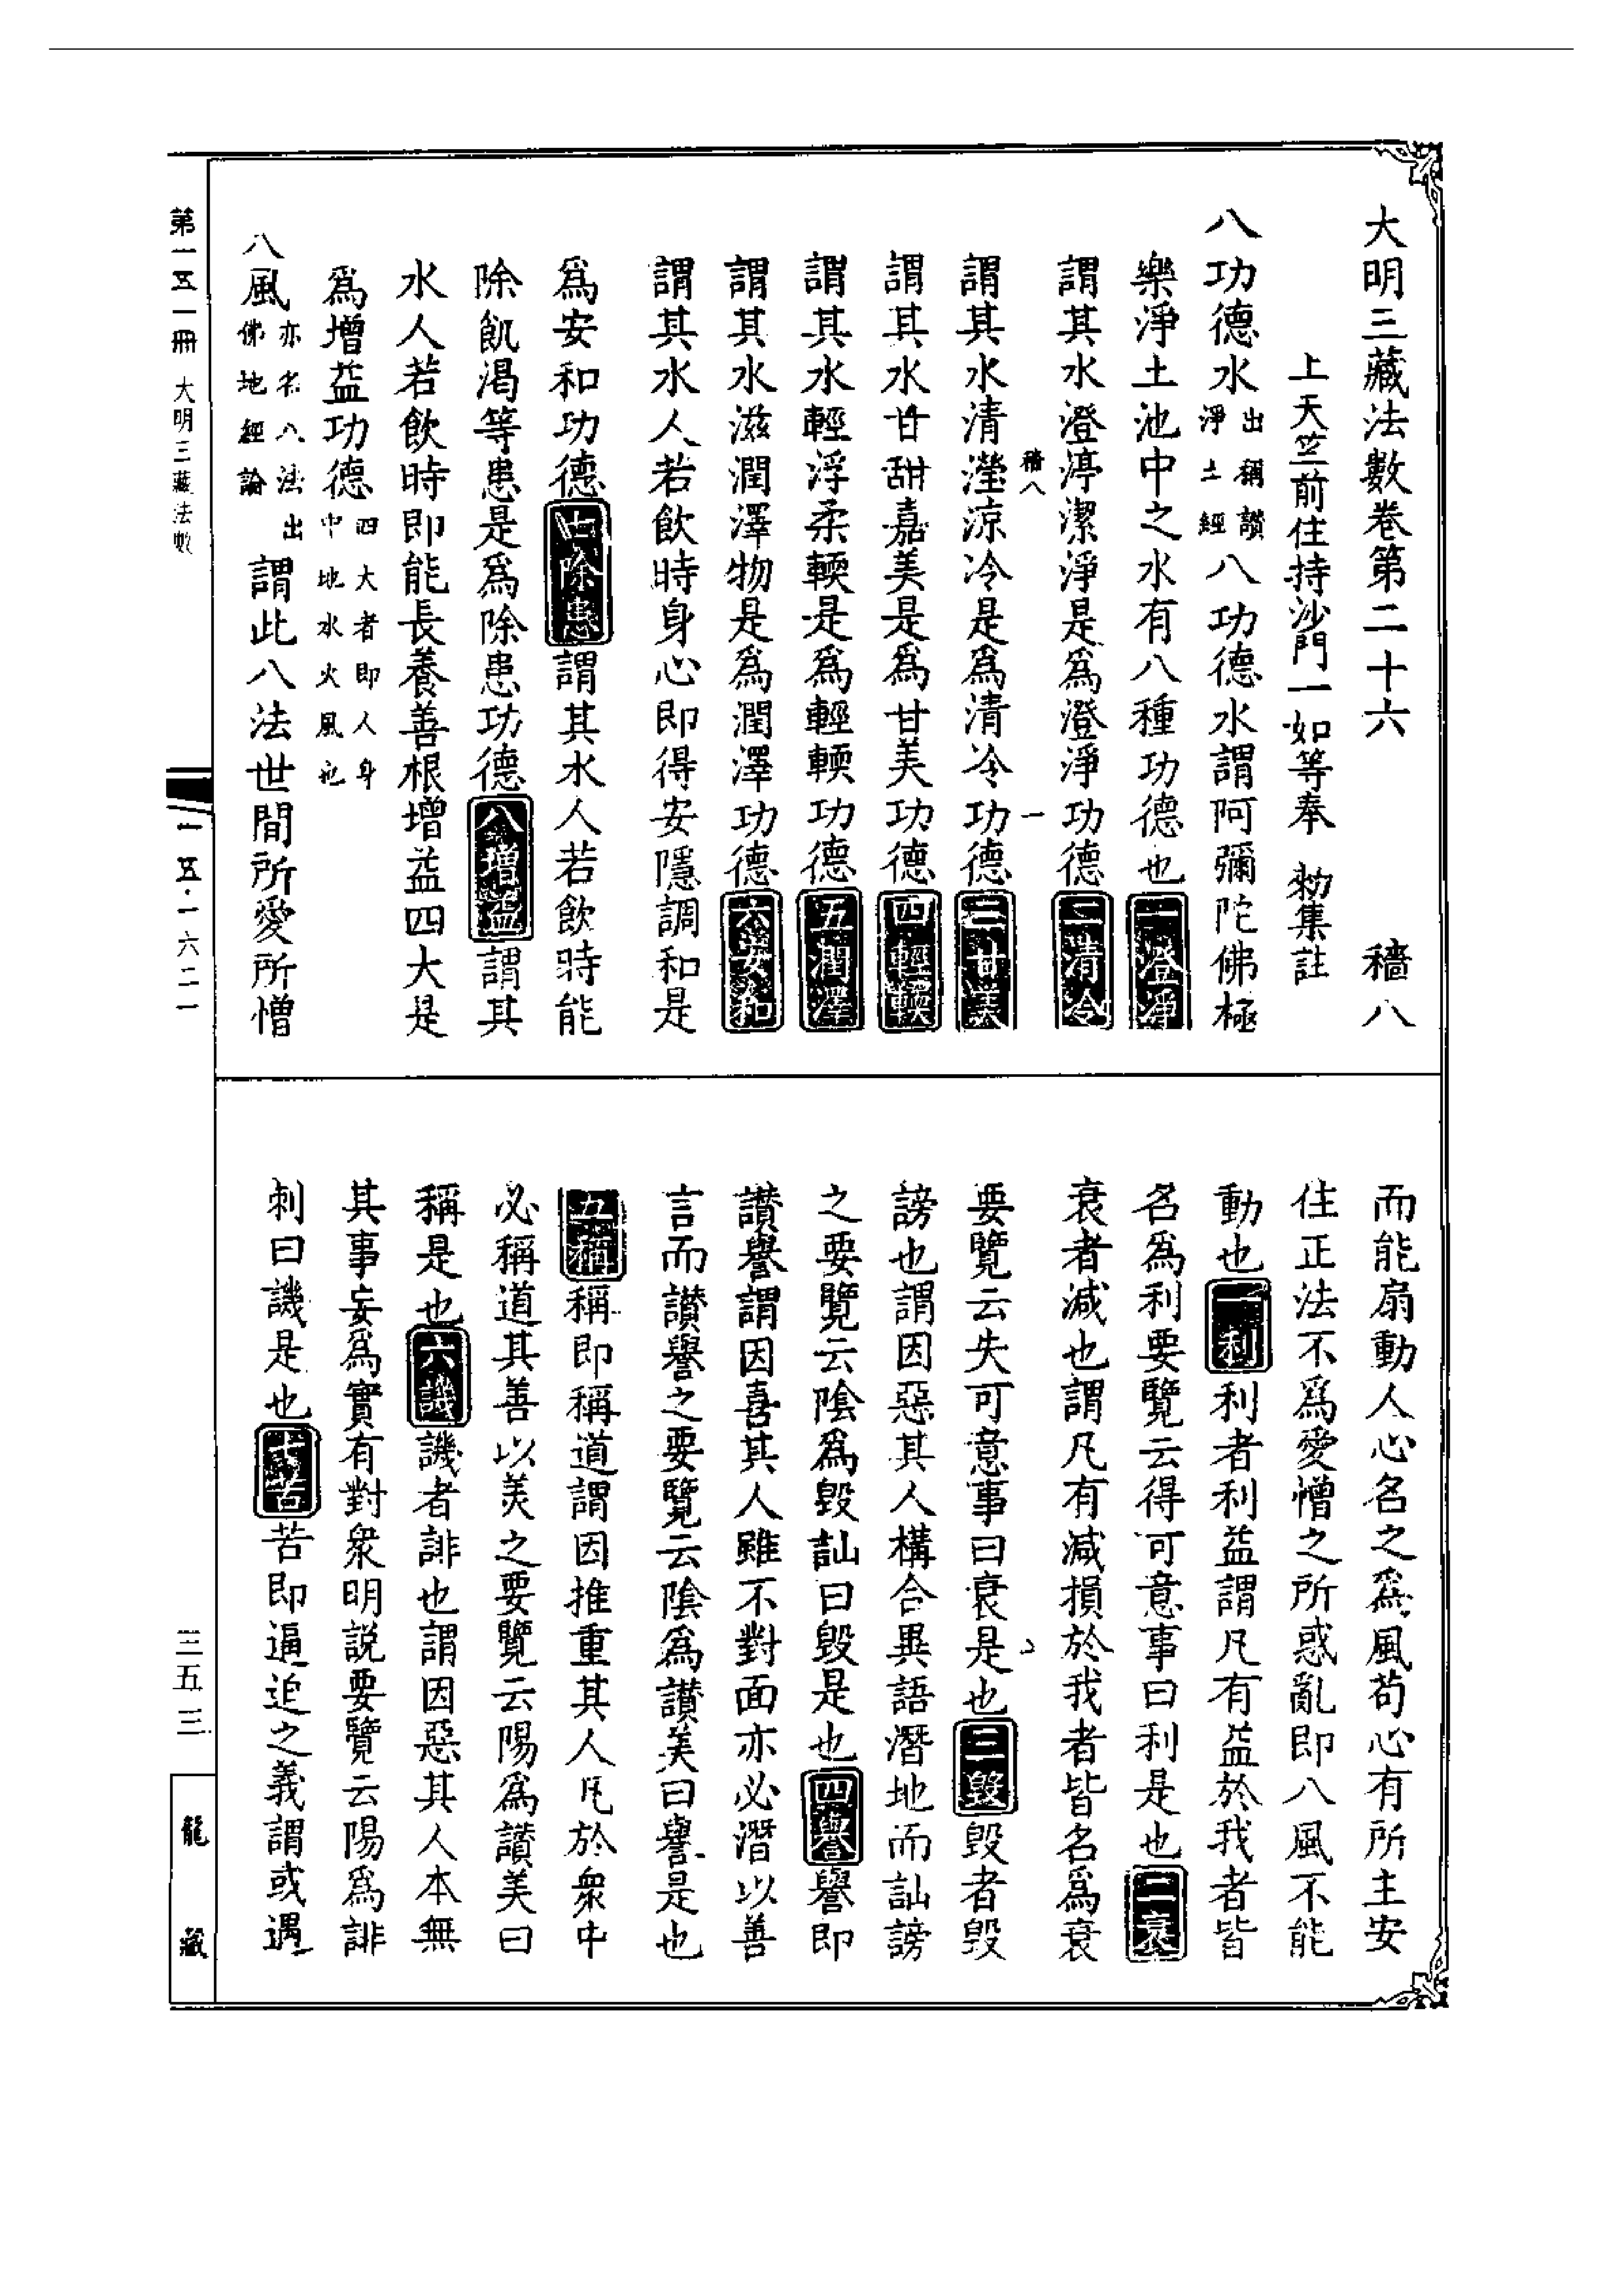 大明三藏法數卷第二十六　穡八
上天竺前住持沙門一如等奉　勑集註
八功德水出稱讚淨土經八功德水謂阿彌陀佛極
樂淨土池中之水有八種功德也一澄淨
謂其水澄渟潔淨是爲澄淨功德二清冷
穡八　一
謂其水清瀅凉冷是爲清冷功德三甘美
謂其水甘甜嘉美是爲甘美功德四輕輭
謂其水輕浮柔輭是爲輕輭功德五潤澤
謂其水滋潤澤物是爲潤澤功德六安和
謂其水人若飲時身心即得安隱調和是
爲安和功德七除患謂其水人若飲時能
除飢渴等患是爲除患功德八增益謂其
水人若飲時即能長養善根增益四大是
爲增益功德四大者即人身中地水火風也
八風亦名八法出佛地經論謂此八法世間所愛所憎
而能扇動人心名之爲風苟心有所主安
住正法不爲愛憎之所惑亂即八風不能
動也一利利者利益謂凡有益於我者皆
名爲利要覽云得可意事曰利是也二衰
衰者減也謂凡有減損於我者皆名爲衰
要覽云失可意事曰衰是也三毀毀者毀
謗也謂因惡其人構合異語潛地而訕謗
之要覽云陰爲毀訕曰毀是也四譽譽即
讚譽謂因喜其人雖不對面亦必潛以善
言而讚譽之要覽云陰爲讚美曰譽是也
五稱稱即稱道謂因推重其人凡於衆中
必稱道其善以美之要覽云陽爲讚美曰
稱是也六譏譏者誹也謂因惡其人本無
其事妄爲實有對衆明說要覽云陽爲誹
刺曰譏是也七苦苦即逼迫之義謂或遇
第一五一冊　大明三藏法數
一五·一六二一
三五三
龍藏